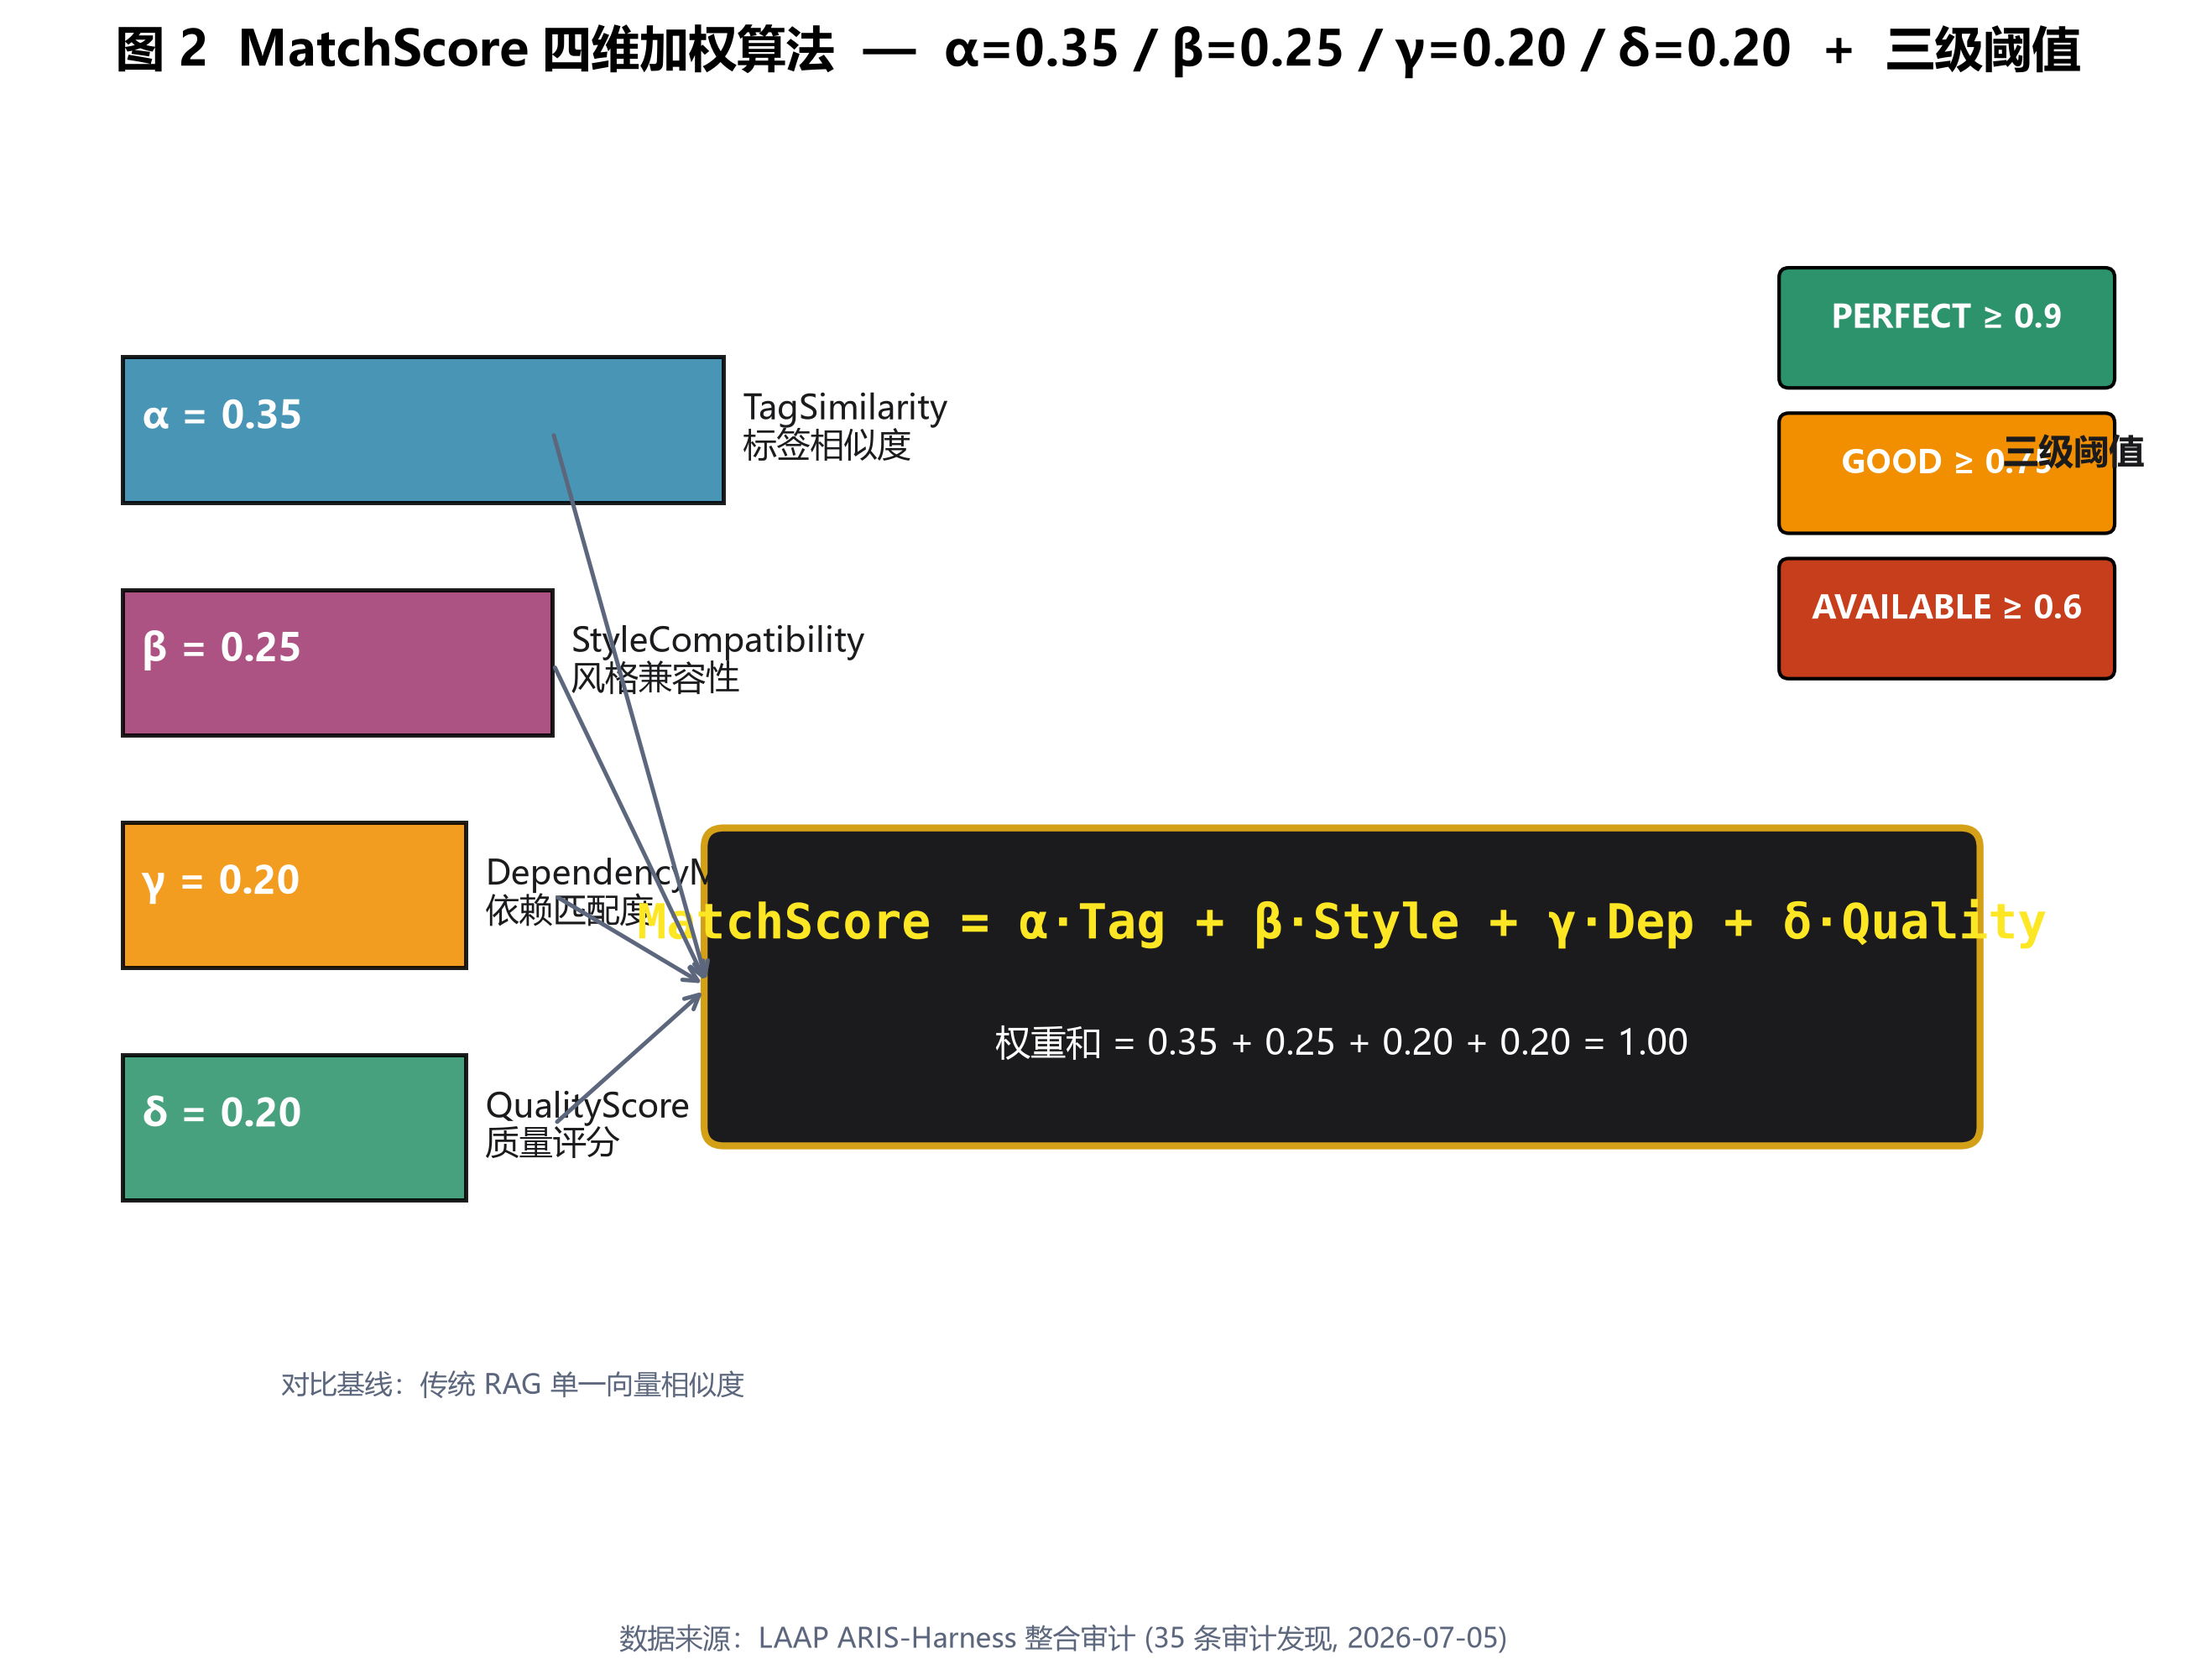 图 2 MatchScore 四维加权算法 — α=0.35 / β=0.25 / γ=0.20 / δ=0.20 + 三级阈值
PERFECT ≥ 0.9
α = 0.35
TagSimilarity
标签相似度
三级阈值
GOOD ≥ 0.75
AVAILABLE ≥ 0.6
β = 0.25
StyleCompatibility
风格兼容性
γ = 0.20
DependencyM
依赖匹配度
MatchScore = α·Tag + β·Style + γ·Dep + δ·Quality
权重和 = 0.35 + 0.25 + 0.20 + 0.20 = 1.00
δ = 0.20
QualityScore
质量评分
对比基线：传统 RAG 单一向量相似度
数据来源：LAAP ARIS-Harness 整合审计 (35 条审计发现, 2026-07-05)